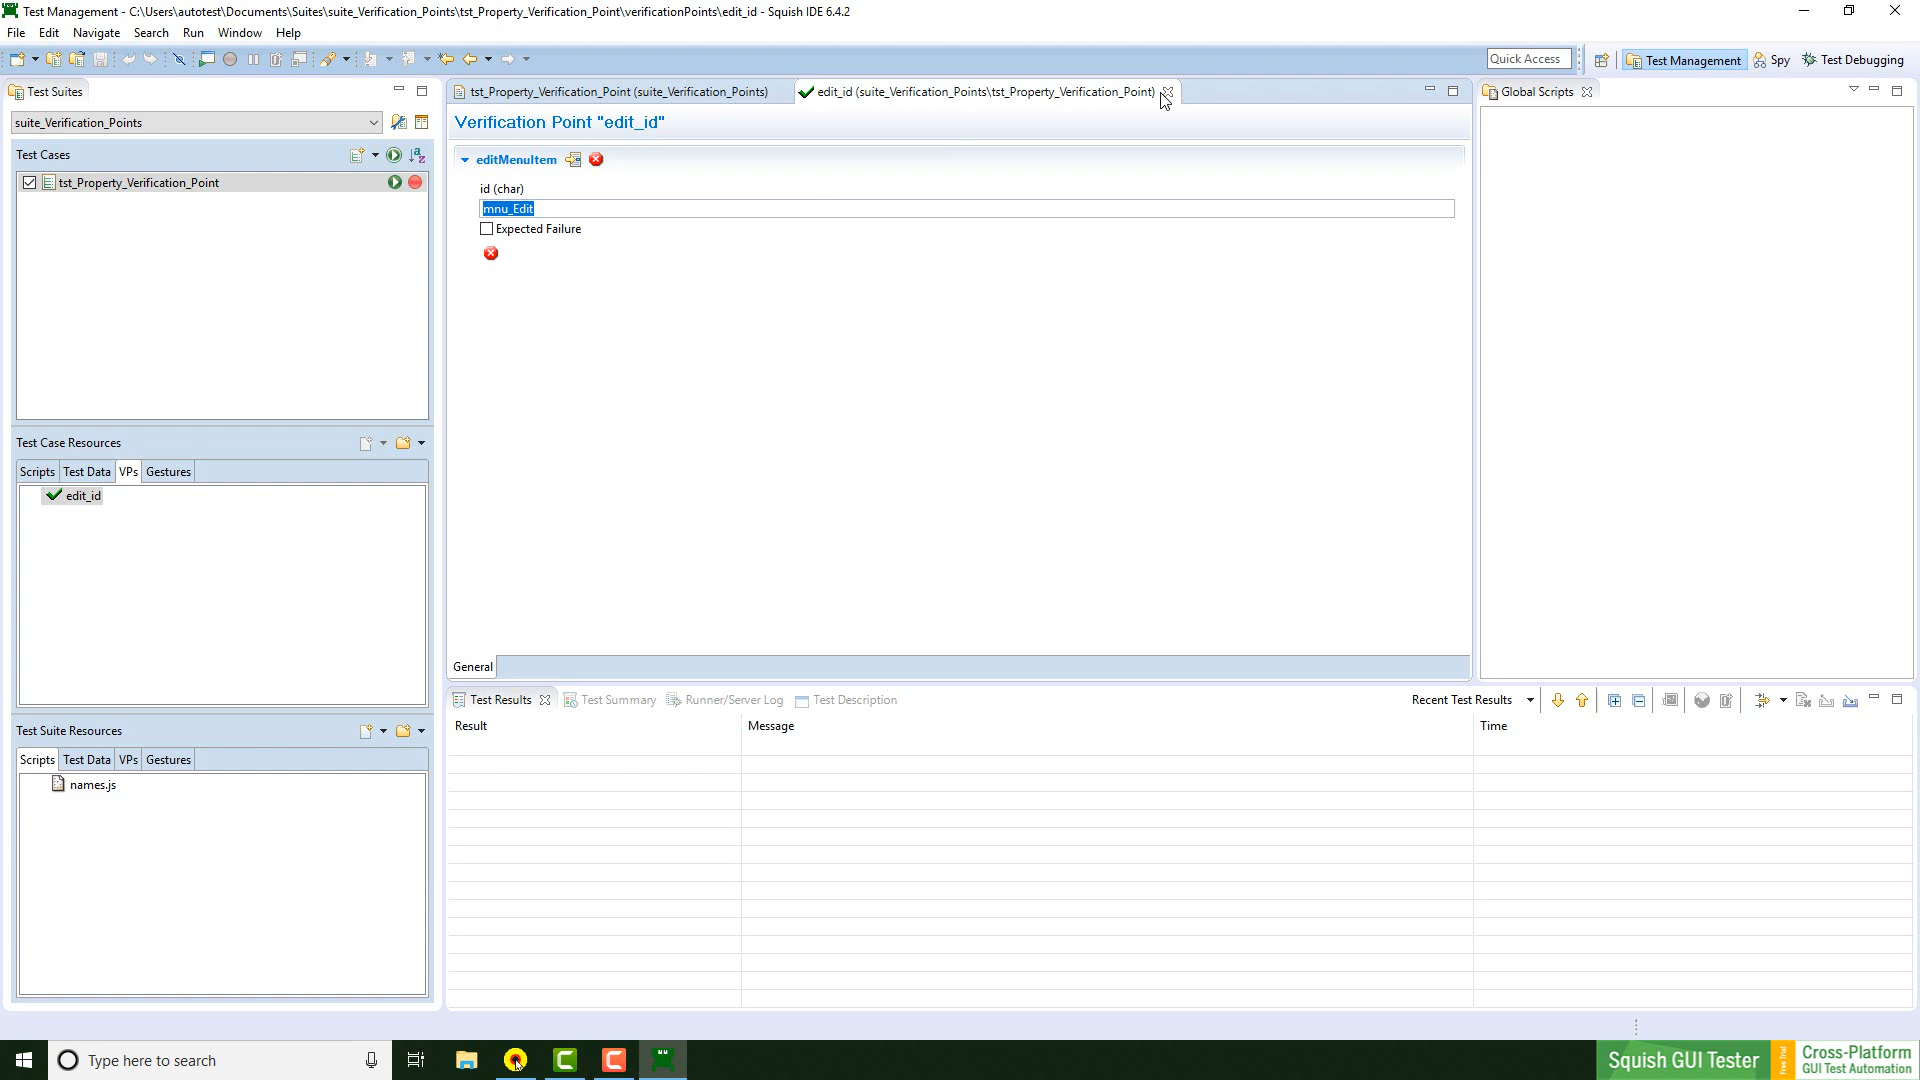 Test Management - C:\Users\autotest\Documents\Suites\suite_Verification_Points\tst_Property_Verification_Point\verificationPoints\edit_id - Squish IDE 6.4.2
File Edit Navigate Search Run Window Help
Quick Access Test Management Spy Test Debugging
Test Suites
tst_Property_Verification_Point (suite_Verification_Points) edit_id (suite_Verification_Points\tst_Property_Verification_Point)
Global Scripts
suite_Verification_Points
Verification Point "edit_id"
Test Cases
editMenuItem
tst_Property_Verification_Point
id (char)
mnu_Edit
Expected Failure
Test Case Resources
Scripts Test Data VPs Gestures
edit_id
General
Test Results Test Summary Runner/Server Log Test Description Recent Test Results
Result Message Time
Test Suite Resources
Scripts Test Data VPs Gestures
names.js
Type here to search
Squish GUI Tester
Free Trial
Cross-Platform
GUI Test Automation